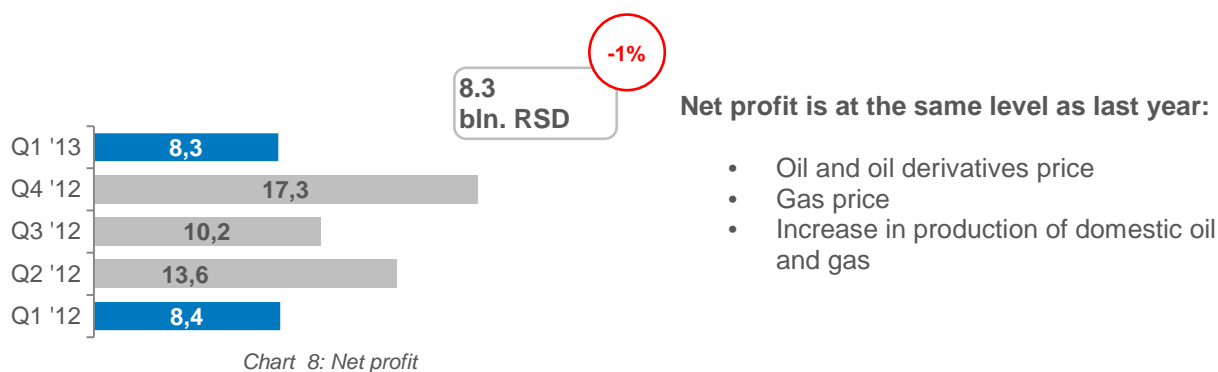 -1%
8.3
bln. RSD
Q1 '13
8,3
Q4 '12
17,3
Q3 '12
10,2
Q2 '12
13,6
Q1 '12
8,4
Chart 8: Net profit
Net profit is at the same level as last year:
• Oil and oil derivatives price
• Gas price
• Increase in production of domestic oil
and gas